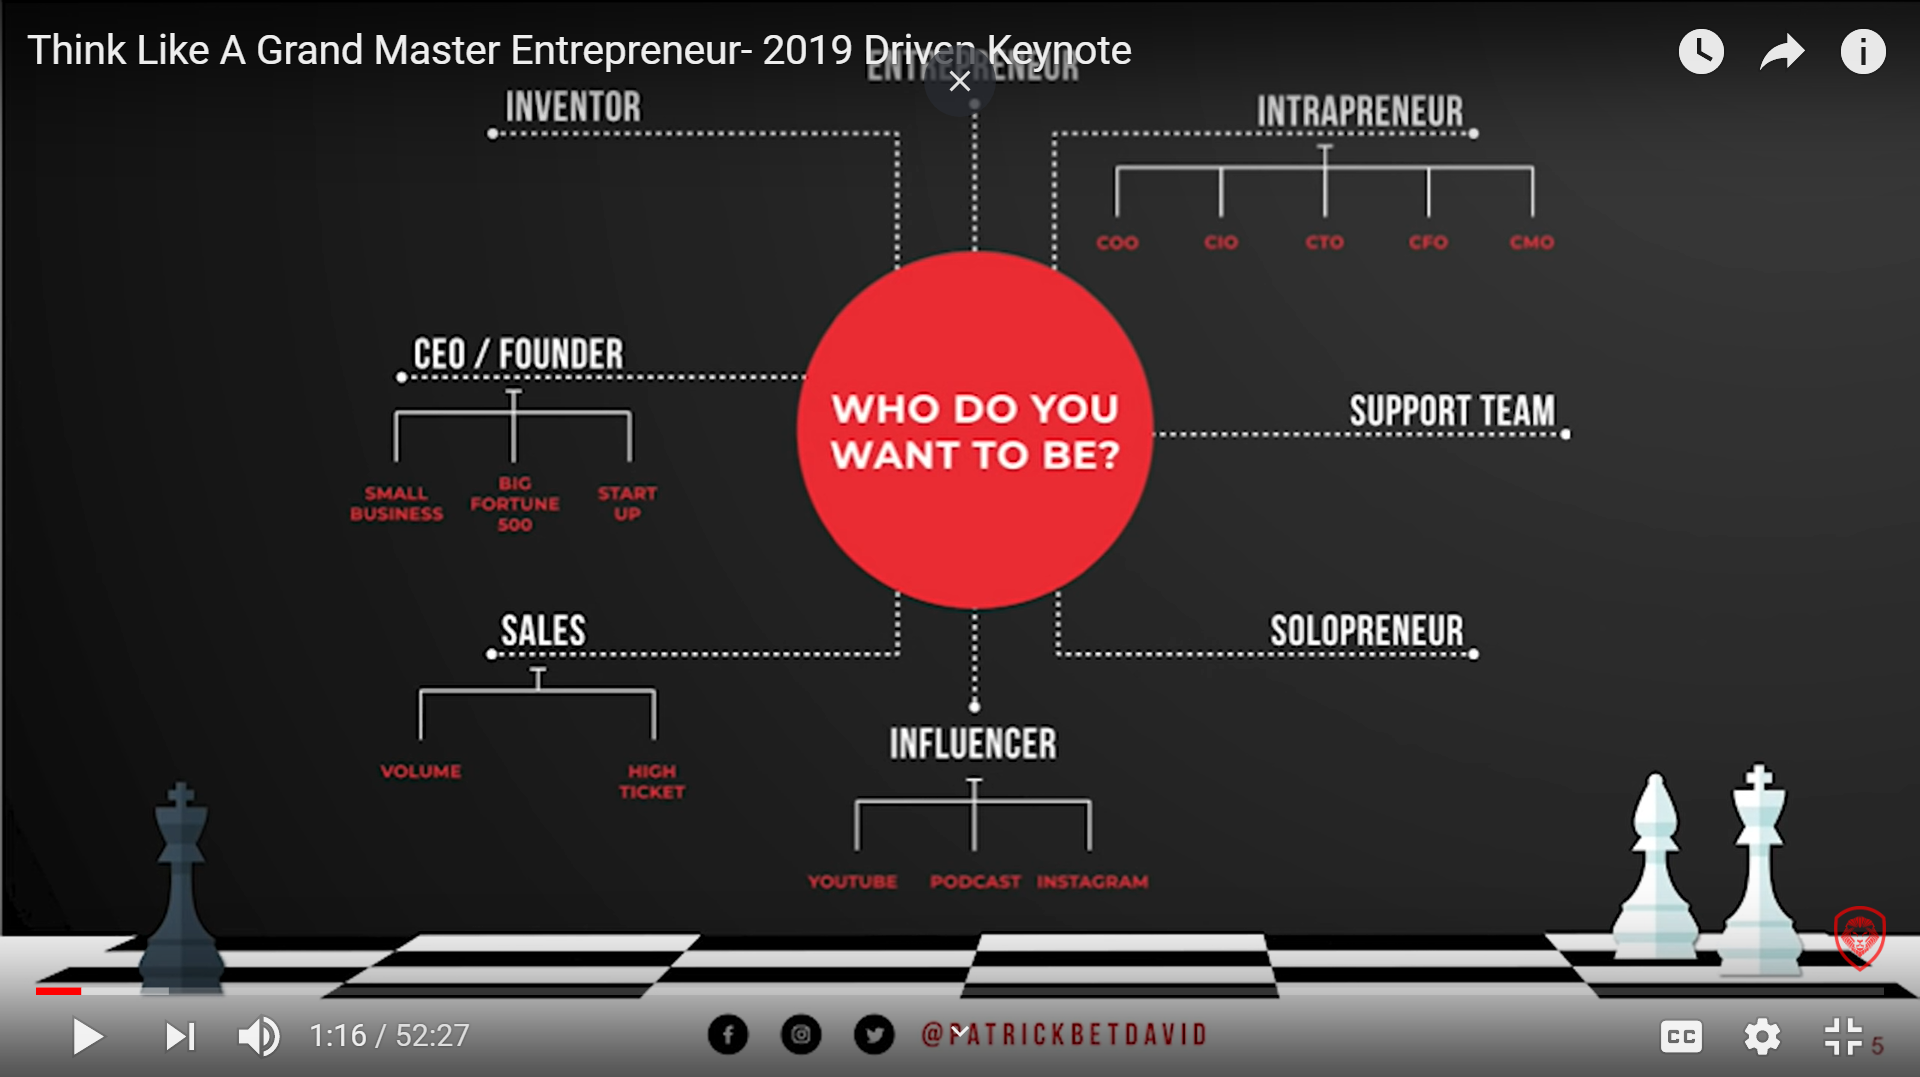 Think Like A Grand Master Entrepreneur- 2019 Driven Keynote
ENTREPRENEUR
INVENTOR
INTRAPRENEUR
COO CIO CTO CFO CMO
CEO / FOUNDER
SMALL
BUSINESS
BIG
FORTUNE
500
START
UP
WHO DO YOU
WANT TO BE?
SUPPORT TEAM
SALES
VOLUME
HIGH
TICKET
SOLOPRENEUR
INFLUENCER
YOUTUBE PODCAST INSTAGRAM
1:16 / 52:27
@PATRICKBETDAVID
CC
5